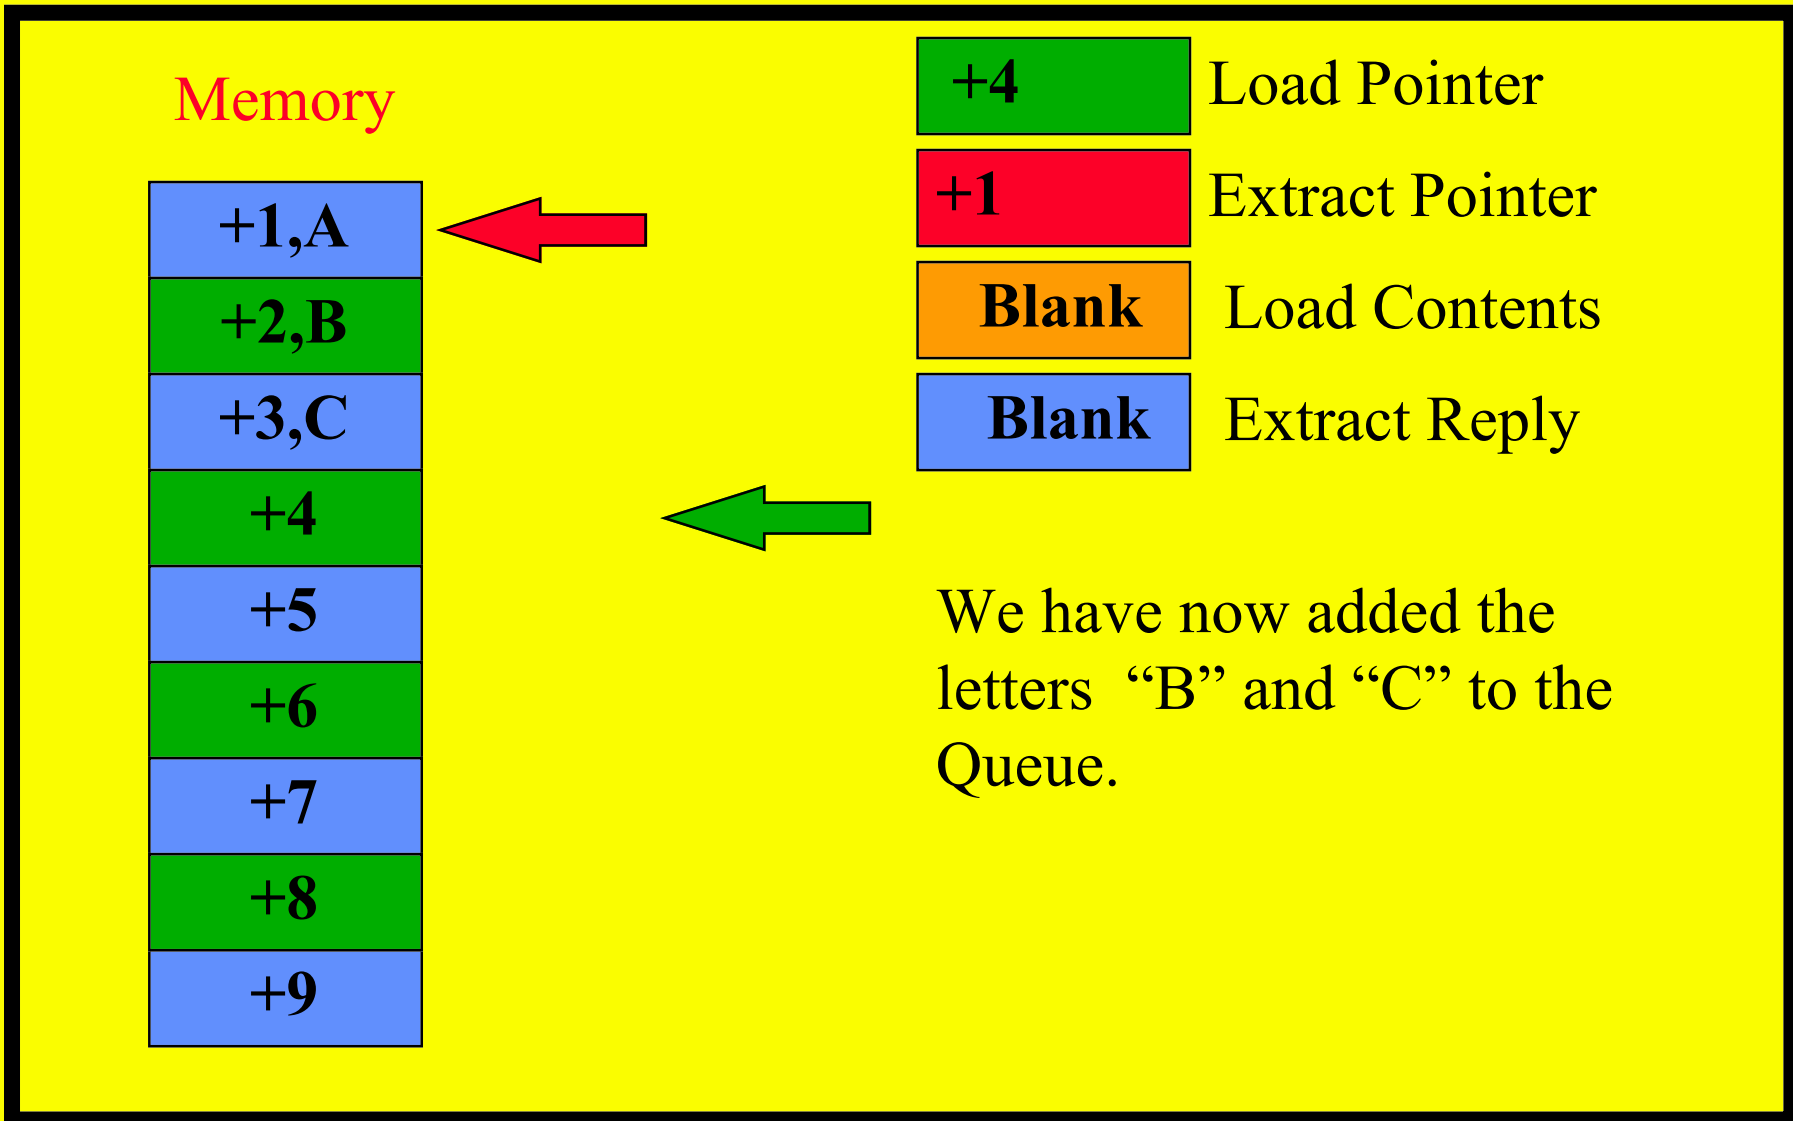 Memory
+1,A
+2,B
+3,C
+4
+5
+6
+7
+8
+9
+4 Load Pointer
+1 Extract Pointer
Blank Load Contents
Blank Extract Reply
We have now added the
letters “B” and “C” to the
Queue.